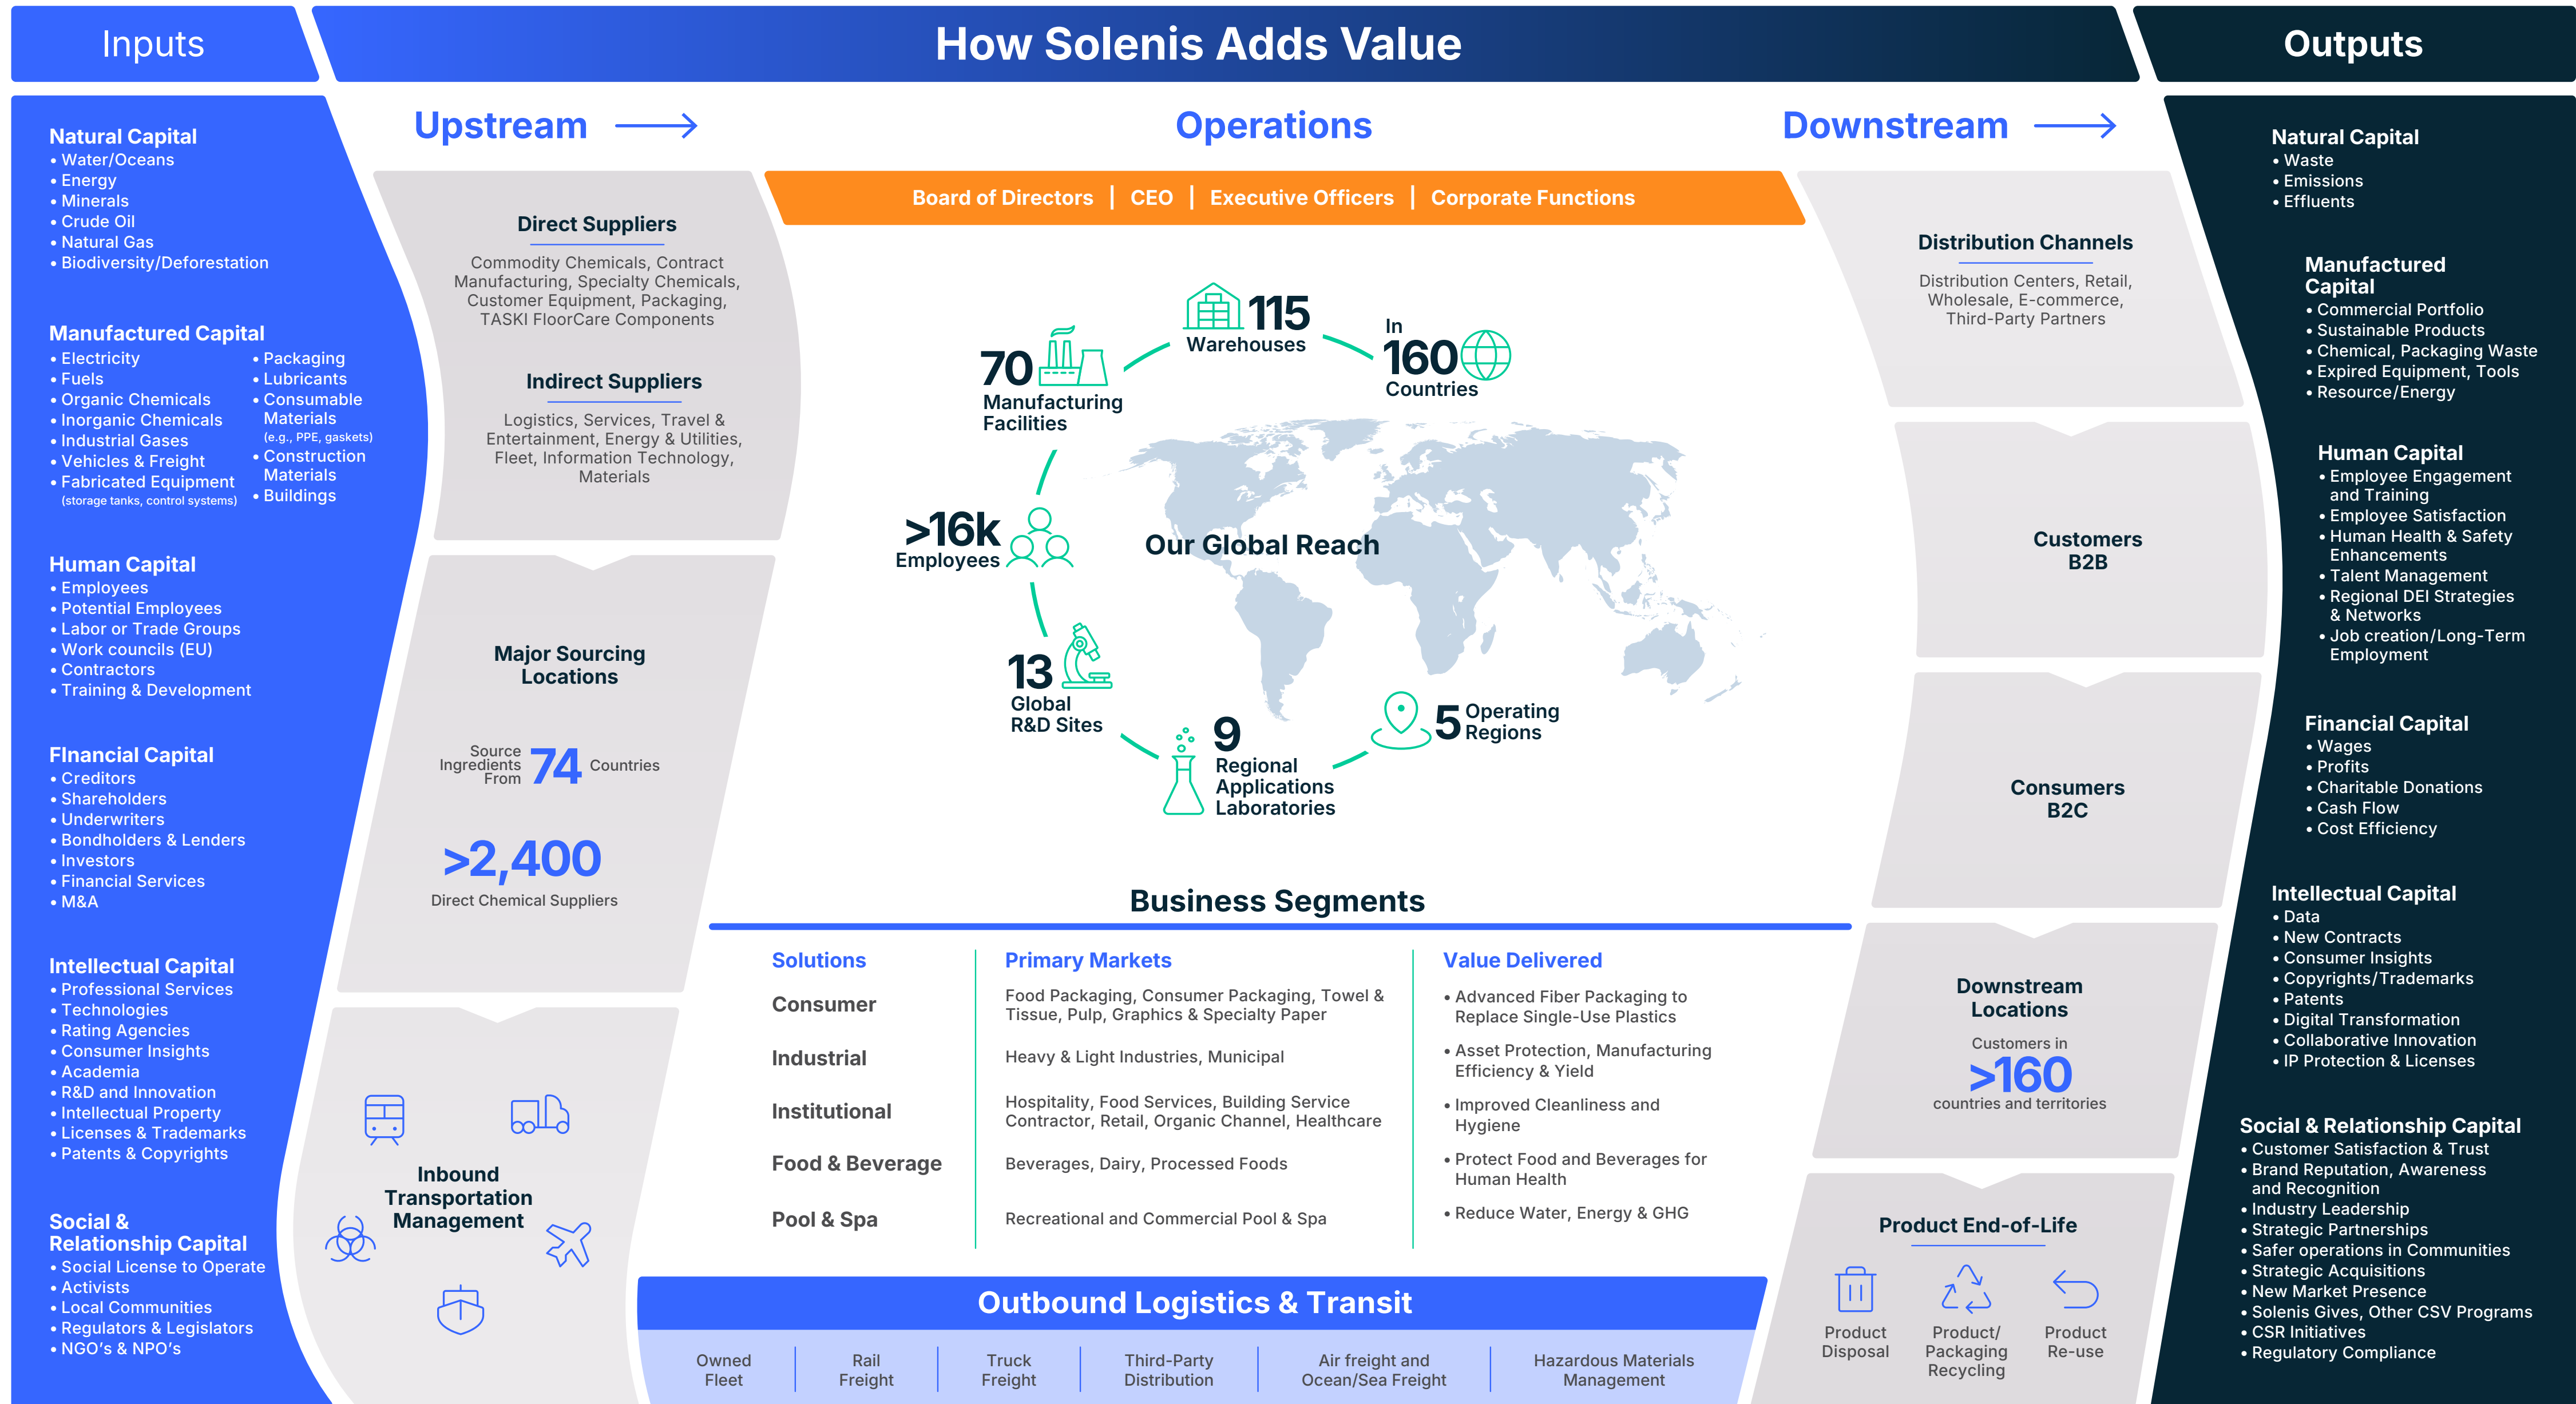 Inputs
How Solenis Adds Value
Outputs
Natural Capital
• Water/Oceans
• Energy
• Minerals
• Crude Oil
• Natural Gas
• Biodiversity/Deforestation
Manufactured Capital
• Electricity
• Fuels
• Organic Chemicals
• Inorganic Chemicals
• Industrial Gases
• Vehicles & Freight
• Fabricated Equipment
(storage tanks, control systems)
• Packaging
• Lubricants
• Consumable
Materials
(e.g., PPE, gaskets)
• Construction
Materials
• Buildings
Human Capital
• Employees
• Potential Employees
• Labor or Trade Groups
• Work councils (EU)
• Contractors
• Training & Development
FInancial Capital
• Creditors
• Shareholders
• Underwriters
• Bondholders & Lenders
• Investors
• Financial Services
• M&A
Intellectual Capital
• Professional Services
• Technologies
• Rating Agencies
• Consumer Insights
• Academia
• R&D and Innovation
• Intellectual Property
• Licenses & Trademarks
• Patents & Copyrights
Social &
Relationship Capital
• Social License to Operate
• Activists
• Local Communities
• Regulators & Legislators
• NGO's & NPO's
Upstream
Direct Suppliers
Commodity Chemicals, Contract
Manufacturing, Specialty Chemicals,
Customer Equipment, Packaging,
TASKI FloorCare Components
Indirect Suppliers
Logistics, Services, Travel &
Entertainment, Energy & Utilities,
Fleet, Information Technology,
Materials
Major Sourcing
Locations
Source
Ingredients
From
74 Countries
>2,400
Direct Chemical Suppliers
Inbound
Transportation
Management
Operations
Board of Directors | CEO | Executive Officers | Corporate Functions
115
Warehouses
In
160
Countries
70
Manufacturing
Facilities
>16k
Employees
Our Global Reach
13
Global
R&D Sites
9
Regional
Applications
Laboratories
5 Operating
Regions
Business Segments
Solutions
Primary Markets
Value Delivered
Consumer
Food Packaging, Consumer Packaging, Towel &
Tissue, Pulp, Graphics & Specialty Paper
• Advanced Fiber Packaging to
Replace Single-Use Plastics
Industrial
Heavy & Light Industries, Municipal
• Asset Protection, Manufacturing
Efficiency & Yield
Institutional
Hospitality, Food Services, Building Service
Contractor, Retail, Organic Channel, Healthcare
• Improved Cleanliness and
Hygiene
Food & Beverage
Beverages, Dairy, Processed Foods
• Protect Food and Beverages for
Human Health
Pool & Spa
Recreational and Commercial Pool & Spa
• Reduce Water, Energy & GHG
Outbound Logistics & Transit
Owned
Fleet
Rail
Freight
Truck
Freight
Third-Party
Distribution
Air freight and
Ocean/Sea Freight
Hazardous Materials
Management
Downstream
Distribution Channels
Distribution Centers, Retail,
Wholesale, E-commerce,
Third-Party Partners
Customers
B2B
Consumers
B2C
Downstream
Locations
Customers in
>160
countries and territories
Product End-of-Life
Product
Disposal
Product/
Packaging
Recycling
Product
Re-use
Natural Capital
• Waste
• Emissions
• Effluents
Manufactured
Capital
• Commercial Portfolio
• Sustainable Products
• Chemical, Packaging Waste
• Expired Equipment, Tools
• Resource/Energy
Human Capital
• Employee Engagement
and Training
• Employee Satisfaction
• Human Health & Safety
Enhancements
• Talent Management
• Regional DEI Strategies
& Networks
• Job creation/Long-Term
Employment
Financial Capital
• Wages
• Profits
• Charitable Donations
• Cash Flow
• Cost Efficiency
Intellectual Capital
• Data
• New Contracts
• Consumer Insights
• Copyrights/Trademarks
• Patents
• Digital Transformation
• Collaborative Innovation
• IP Protection & Licenses
Social & Relationship Capital
• Customer Satisfaction & Trust
• Brand Reputation, Awareness
and Recognition
• Industry Leadership
• Strategic Partnerships
• Safer operations in Communities
• Strategic Acquisitions
• New Market Presence
• Solenis Gives, Other CSV Programs
• CSR Initiatives
• Regulatory Compliance